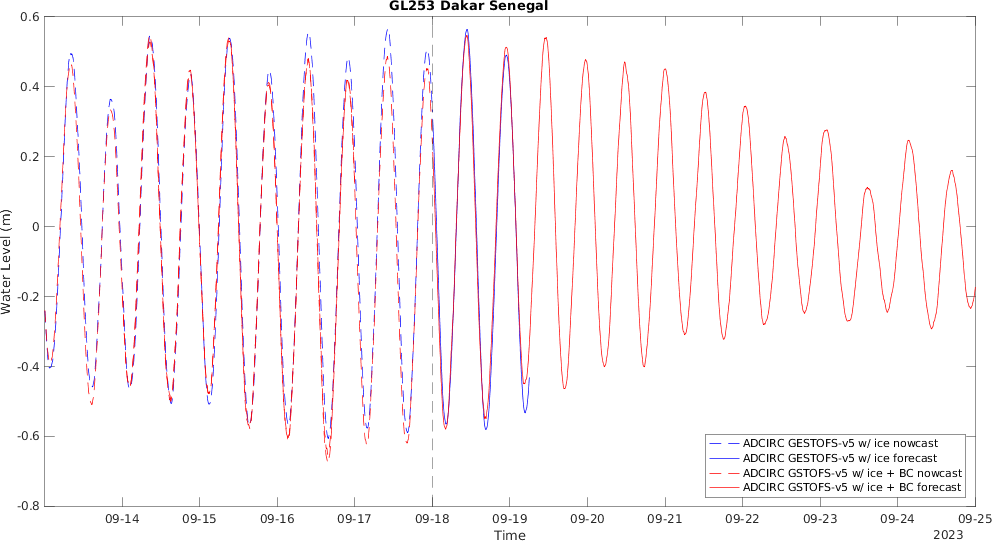 GL253 Dakar Senegal
0.6
0.4
0.2
0
-0.2
-0.4
-0.6
-0.8
Water Level (m)
ADCIRC GESTOFS-v5 w/ ice nowcast
ADCIRC GESTOFS-v5 w/ ice forecast
ADCIRC GSTOFS-v5 w/ ice + BC nowcast
ADCIRC GSTOFS-v5 w/ ice + BC forecast
09-14 09-15 09-16 09-17 09-18 09-19 09-20 09-21 09-22 09-23 09-24 09-25
Time
2023